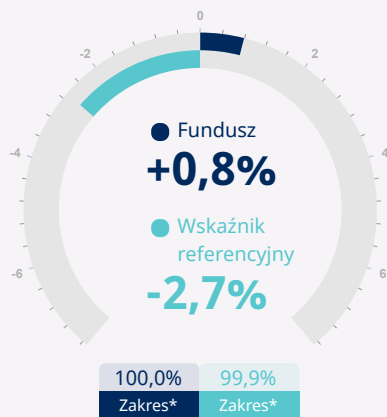 0
-2
2
-4
4
-6
6
Fundusz
+0,8%
Wskaźnik
referencyjny
-2,7%
100,0% 99,9%
Zakres* Zakres*